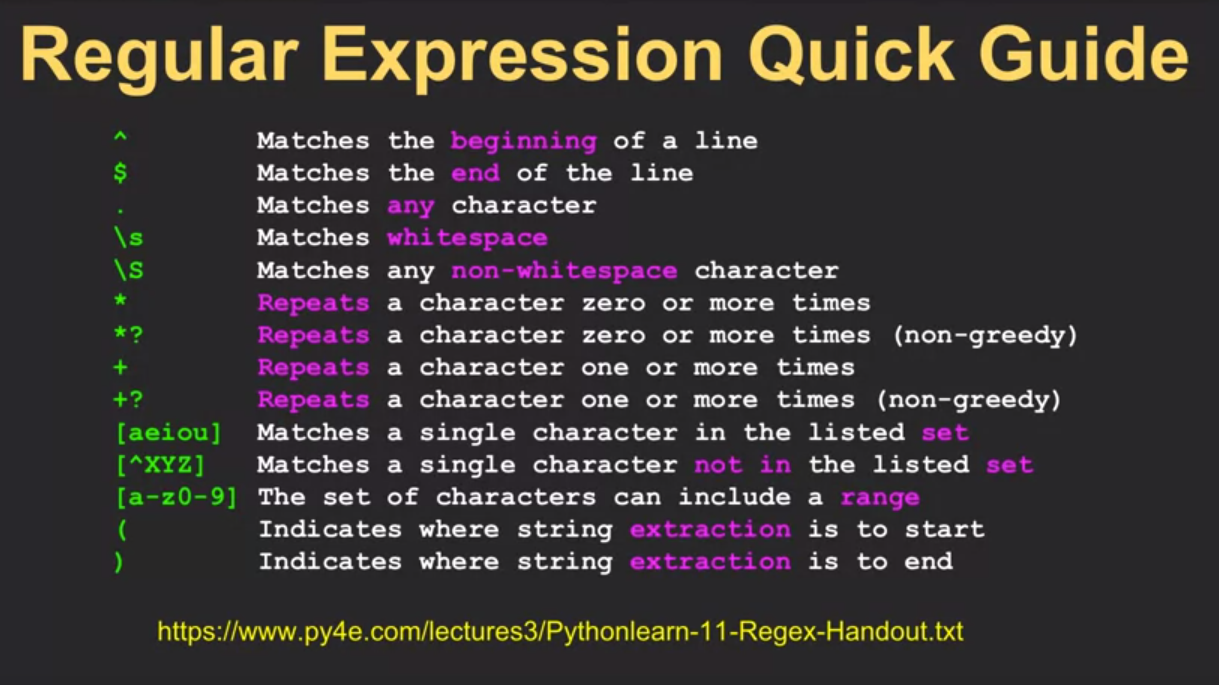 Regular Expression Quick Guide
^ Matches the beginning of a line
$ Matches the end of the line
. Matches any character
\s Matches whitespace
\S Matches any non-whitespace character
* Repeats a character zero or more times
*? Repeats a character zero or more times (non-greedy)
+ Repeats a character one or more times
+? Repeats a character one or more times (non-greedy)
[aeiou] Matches a single character in the listed set
[^XYZ] Matches a single character not in the listed set
[a-z0-9] The set of characters can include a range
( Indicates where string extraction is to start
) Indicates where string extraction is to end
https://www.py4e.com/lectures3/Pythonlearn-11-Regex-Handout.txt